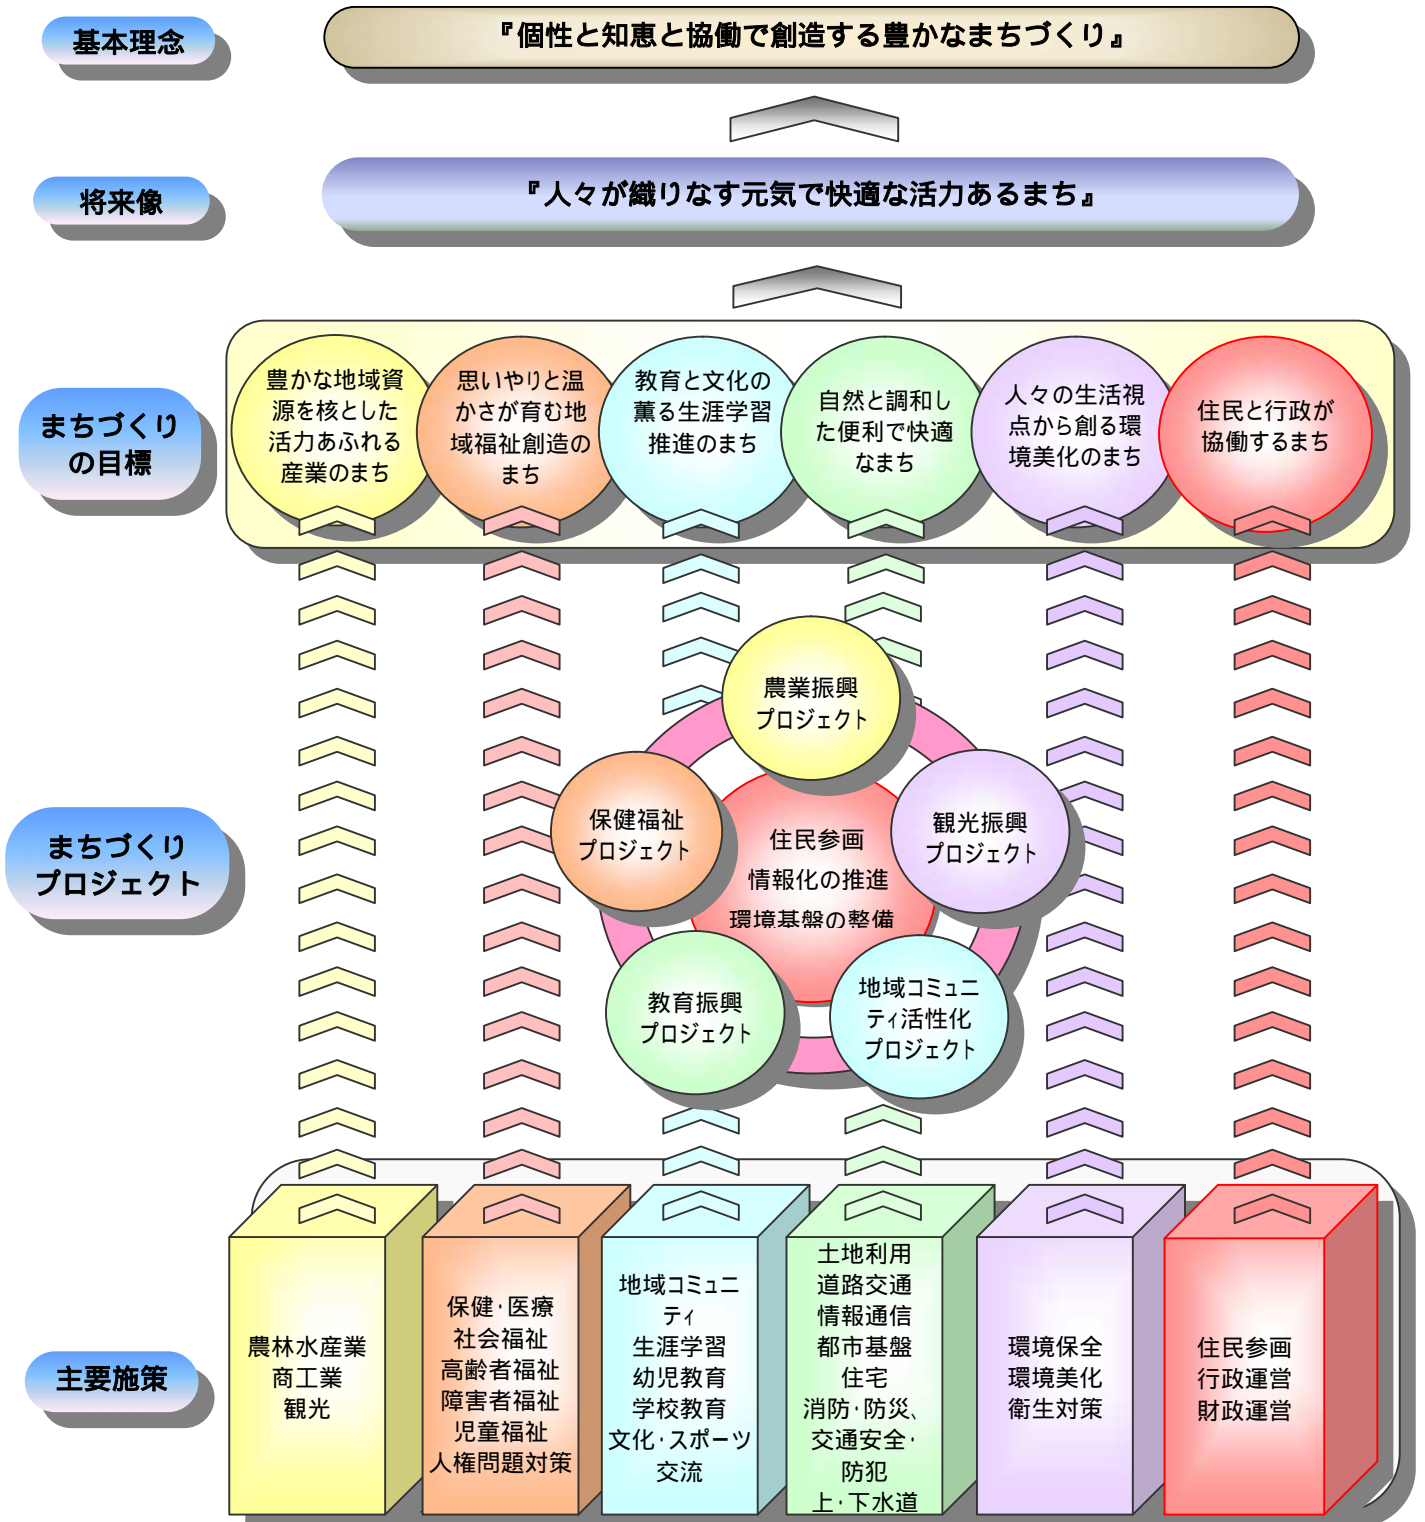 基本理念
『個性と知恵と協働で創造する豊かなまちづくり』
将来像
『人々が織りなす元気で快適な活力あるまち』
まちづくり
の目標
豊かな地域資
源を核とした
活力あふれる
産業のまち
思いやりと温
かさが育む地
域福祉創造の
まち
教育と文化の
薫る生涯学習
推進のまち
自然と調和し
た便利で快適
なまち
人々の生活視
点から創る環
境美化のまち
住民と行政が
協働するまち
まちづくり
プロジェクト
農業振興
プロジェクト
保健福祉
プロジェクト
住民参画
情報化の推進
環境基盤の整備
観光振興
プロジェクト
教育振興
プロジェクト
地域コミュニ
ティ活性化
プロジェクト
主要施策
農林水産業
商工業
観光
保健・医療
社会福祉
高齢者福祉
障害者福祉
児童福祉
人権問題対策
地域コミュニ
ティ
生涯学習
幼児教育
学校教育
文化・スポーツ
交流
土地利用
道路交通
情報通信
都市基盤
住宅
消防・防災、
交通安全・
防犯
上・下水道
環境保全
環境美化
衛生対策
住民参画
行政運営
財政運営